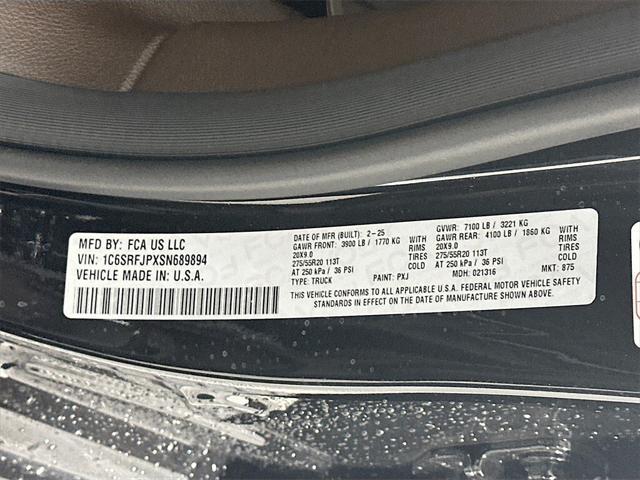 MFD BY: FCA US LLC
VIN: 1C6SRFJPXSN689894
VEHICLE MADE IN U.S.A.
DATE OF MFR (BUILT): 2-25
GAWR FRONT: 3900 LB / 1770 KG WITH
20X9.0 RIMS
275/55R20 113T TIRES
AT 250 kPa / 36 PSI COLD
TYPE: TRUCK PAINT: PXJ
GVWR: 7100 LB / 3221 KG
GAWR REAR: 4100 LB / 1860 KG WITH
20X9.0 RIMS
275/55R20 113T TIRES
AT 250 kPa / 36 PSI COLD
MDH: 021316 MKT: 875
THIS VEHICLE CONFORMS TO ALL APPLICABLE U.S.A. FEDERAL MOTOR VEHICLE SAFETY
STANDARDS IN EFFECT ON THE DATE OF MANUFACTURE SHOWN ABOVE.